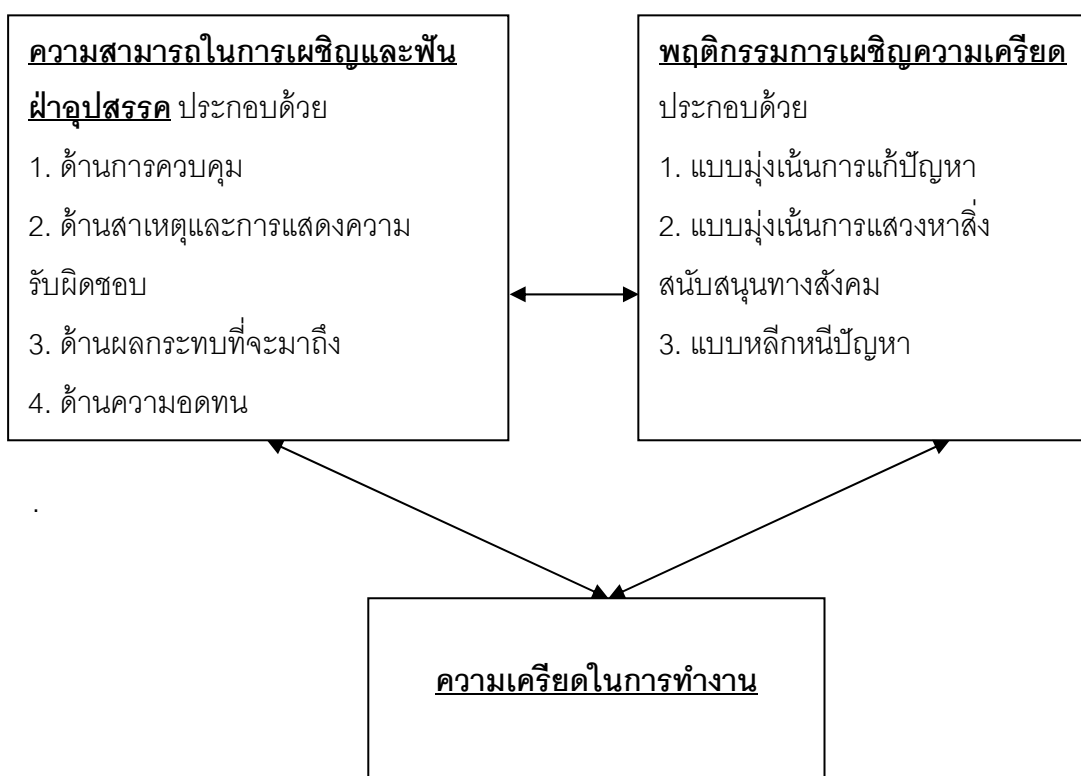 ความสามารถในการเผชิญและฟัน
ฝ่าอุปสรรค ประกอบด้วย
1. ด้านการควบคุม
2. ด้านสาเหตุและการแสดงความ
รับผิดชอบ
3. ด้านผลกระทบที่จะมาถึง
4. ด้านความอดทน
พฤติกรรมการเผชิญความเครียด
ประกอบด้วย
1. แบบมุ่งเน้นการแก้ปัญหา
2. แบบมุ่งเน้นการแสวงหาสิ่ง
สนับสนุนทางสังคม
3. แบบหลีกหนีปัญหา
.
ความเครียดในการทำงาน